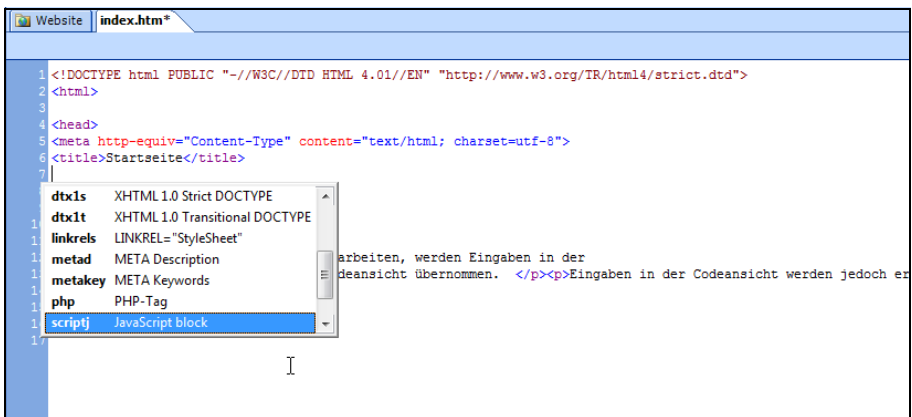 Website index.htm*
1 <!DOCTYPE html PUBLIC "-//W3C//DTD HTML 4.01//EN" "http://www.w3.org/TR/html4/strict.dtd">
2 <html>
3
4 <head>
5 <meta http-equiv="Content-Type" content="text/html; charset=utf-8">
6 <title>Startseite</title>
7
dtx1s XHTML 1.0 Strict DOCTYPE
dtx1t XHTML 1.0 Transitional DOCTYPE
linkrels LINKREL="StyleSheet"
metad META Description
arbeiten, werden Eingaben in der
metakey META Keywords
deansicht übernommen. </p><p>Eingaben in der Codeansicht werden jedoch er
php PHP-Tag
scriptj JavaScript block
17